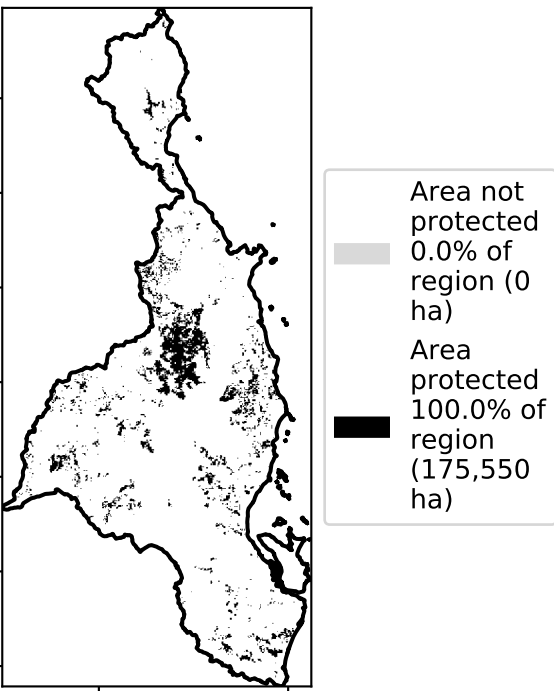 Area not
protected
0.0% of
region (0
ha)
Area
protected
100.0% of
region
(175,550
ha)